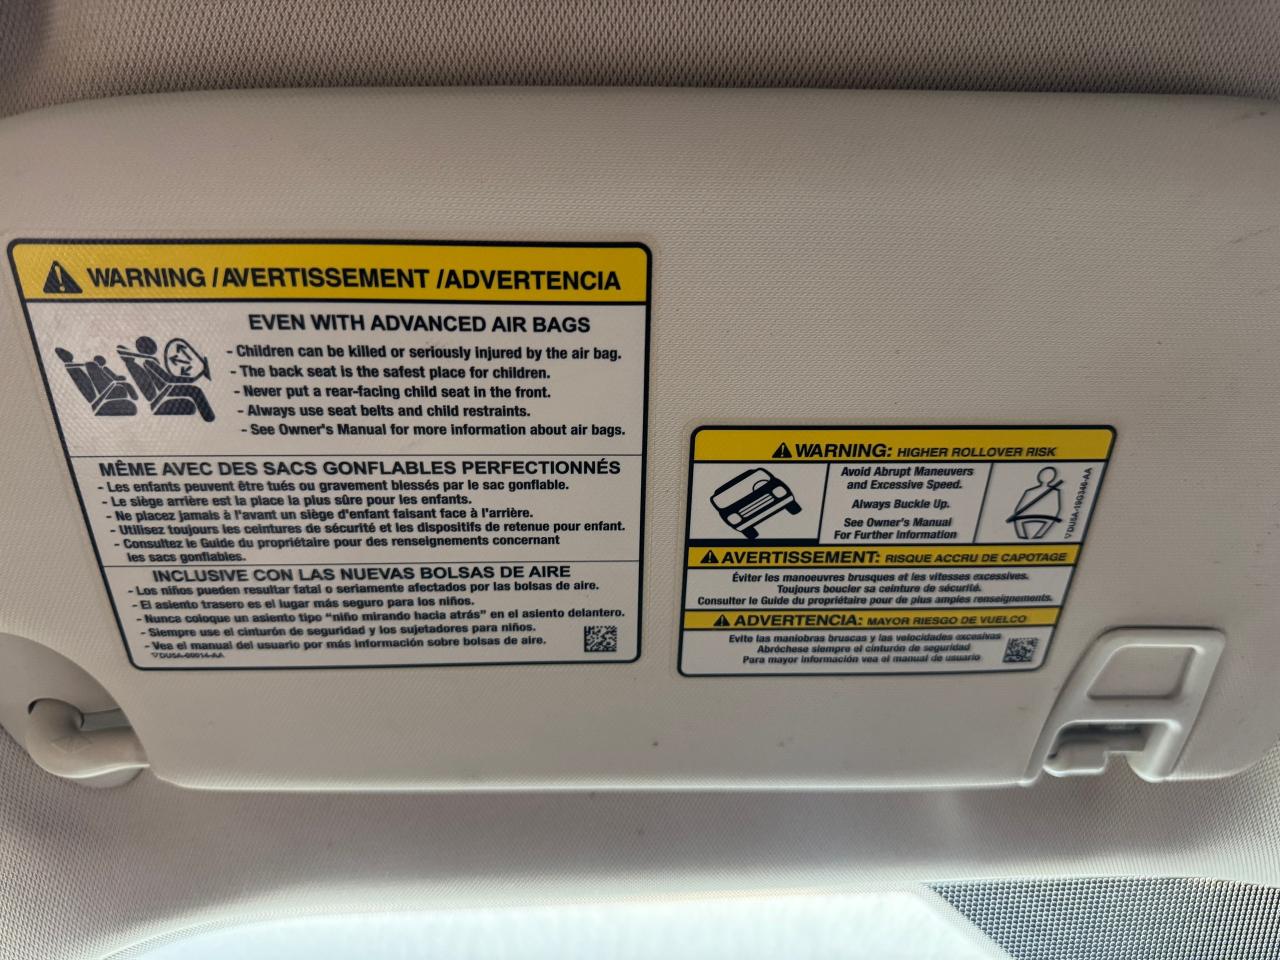 WARNING / AVERTISSEMENT / ADVERTENCIA
EVEN WITH ADVANCED AIR BAGS
- Children can be killed or seriously injured by the air bag.
- The back seat is the safest place for children.
- Never put a rear-facing child seat in the front.
- Always use seat belts and child restraints.
- See Owner's Manual for more information about air bags.
MÊME AVEC DES SACS GONFLABLES PERFECTIONNÉS
- Les enfants peuvent être tués ou gravement blessés par le sac gonflable.
- Le siège arrière est la place la plus sûre pour les enfants.
- Ne placez jamais à l'avant un siège d'enfant faisant face à l'arrière.
- Utilisez toujours les ceintures de sécurité et les dispositifs de retenue pour enfant.
- Consultez le Guide du propriétaire pour des renseignements concernant
les sacs gonflables.
INCLUSIVE CON LAS NUEVAS BOLSAS DE AIRE
- Los niños pueden resultar fatal o seriamente afectados por las bolsas de aire.
- El asiento trasero es el lugar más seguro para los niños.
- Nunca coloque un asiento tipo "niño mirando hacia atrás" en el asiento delantero.
- Siempre use el cinturón de seguridad y los sujetadores para niños.
- Vea el manual del usuario por más información sobre bolsas de aire.
▽DU5A-00014-AA
WARNING: HIGHER ROLLOVER RISK
Avoid Abrupt Maneuvers
and Excessive Speed.
Always Buckle Up.
See Owner's Manual
For Further Information
▽DU5A-19G346-AA
AVERTISSEMENT: RISQUE ACCRU DE CAPOTAGE
Éviter les manoeuvres brusques et les vitesses excessives.
Toujours boucler sa ceinture de sécurité.
Consulter le Guide du propriétaire pour de plus amples renseignements.
ADVERTENCIA: MAYOR RIESGO DE VUELCO
Evite las maniobras bruscas y las velocidades excesivas
Abróchese siempre el cinturón de seguridad
Para mayor información vea el manual de usuario